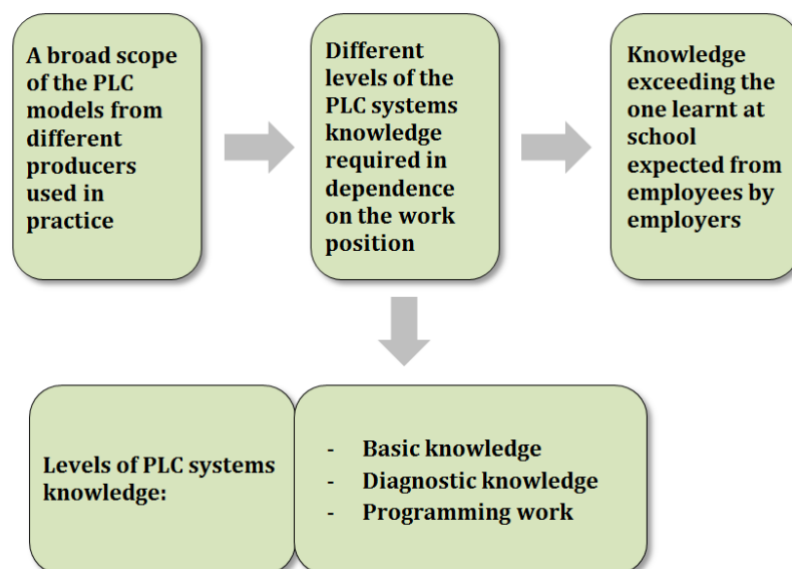 A broad scope
of the PLC
models from
different
producers
used in
practice
Different
levels of the
PLC systems
knowledge
required in
dependence
on the work
position
Knowledge
exceeding the
one learnt at
school
expected from
employees by
employers
Levels of PLC systems
knowledge:
- Basic knowledge
- Diagnostic knowledge
- Programming work